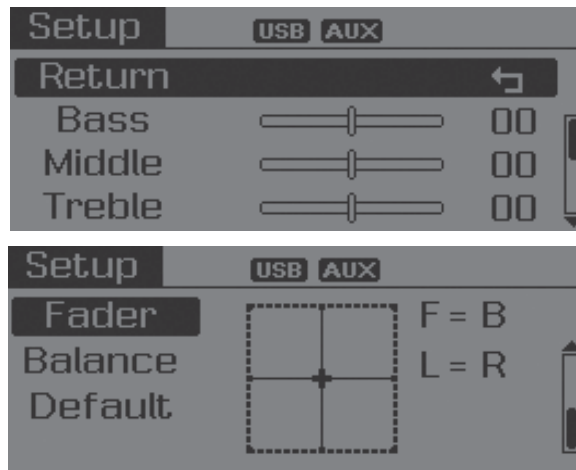 Setup USB AUX
Return
Bass 00
Middle 00
Treble 00
Setup USB AUX
Fader F = B
Balance L = R
Default